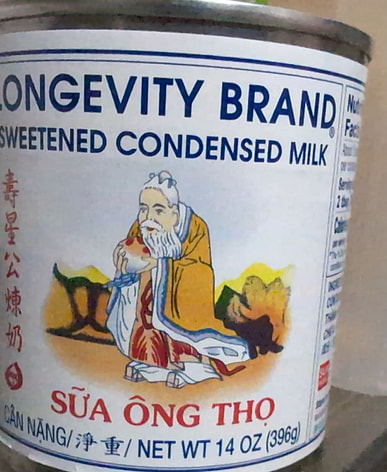 LONGEVITY BRAND®
SWEETENED CONDENSED MILK
壽星公煉奶
SỮA ÔNG THỌ
CÂN NẶNG/淨重/NET WT 14 OZ (396g)